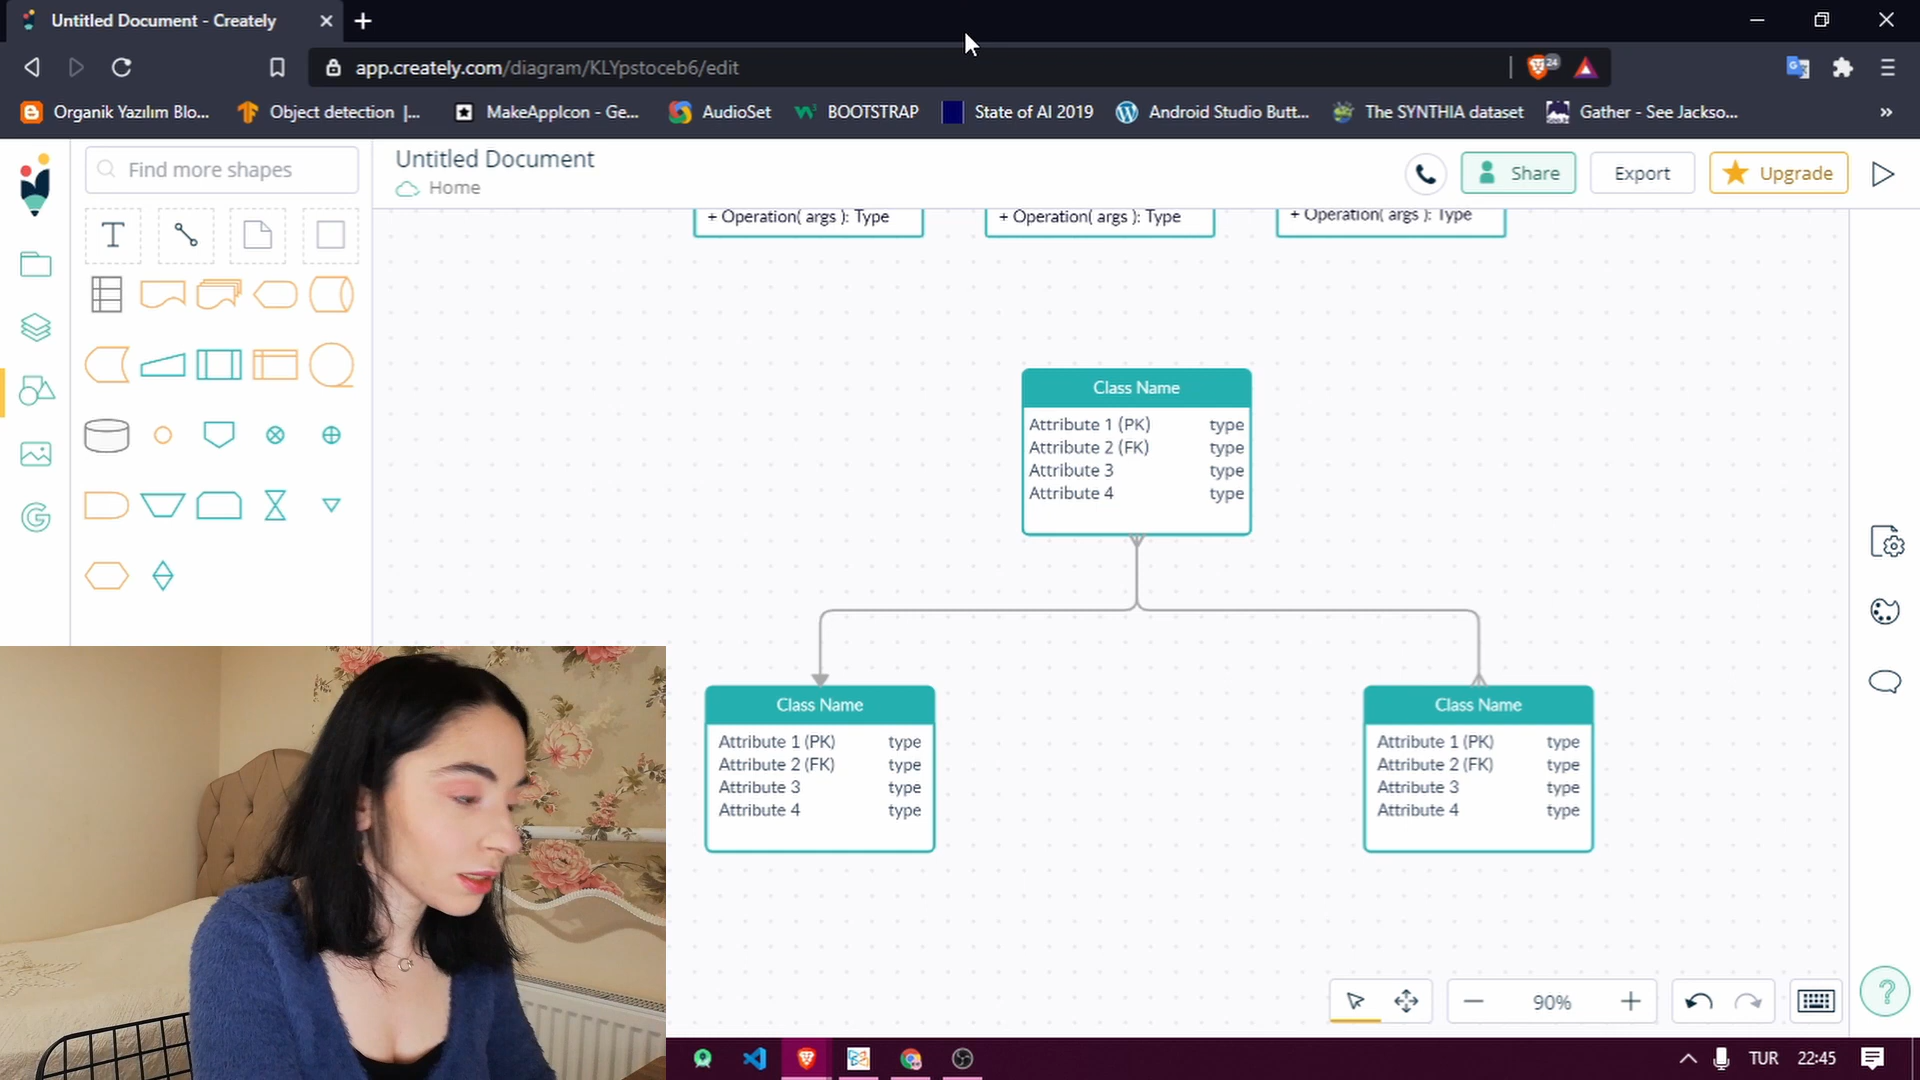 Untitled Document - Creately
app.creately.com/diagram/KLYpstoceb6/edit
24
Organik Yazılım Blo...
Object detection |...
MakeAppIcon - Ge...
AudioSet
BOOTSTRAP
State of AI 2019
Android Studio Butt...
The SYNTHIA dataset
Gather - See Jackso...
»
Find more shapes
Untitled Document
Home
Share
Export
Upgrade
T
+ Operation( args ): Type
+ Operation( args ): Type
+ Operation( args ): Type
Class Name
Attribute 1 (PK) type
Attribute 2 (FK) type
Attribute 3 type
Attribute 4 type
Class Name
Attribute 1 (PK) type
Attribute 2 (FK) type
Attribute 3 type
Attribute 4 type
Class Name
Attribute 1 (PK) type
Attribute 2 (FK) type
Attribute 3 type
Attribute 4 type
90%
?
TUR 22:45